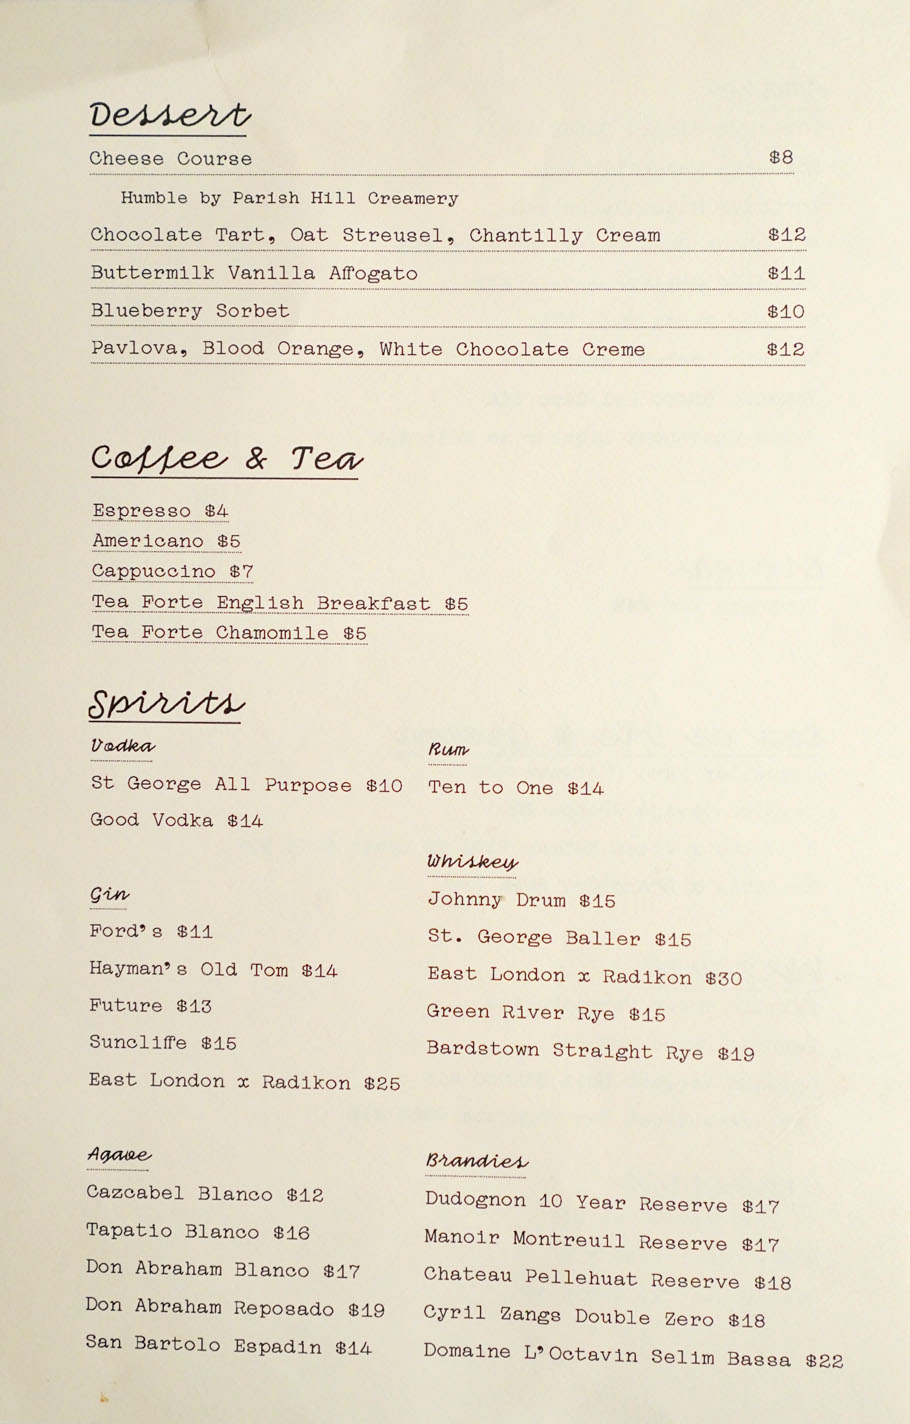 Dessert
Cheese Course $8
Humble by Parish Hill Creamery
Chocolate Tart, Oat Streusel, Chantilly Cream $12
Buttermilk Vanilla Affogato $11
Blueberry Sorbet $10
Pavlova, Blood Orange, White Chocolate Creme $12
Coffee & Tea
Espresso $4
Americano $5
Cappuccino $7
Tea Forte English Breakfast $5
Tea Forte Chamomile $5
Spirits
Vodka
St George All Purpose $10
Good Vodka $14
Gin
Ford's $11
Hayman's Old Tom $14
Future $13
Suncliffe $15
East London x Radikon $25
Agave
Cazcabel Blanco $12
Tapatio Blanco $16
Don Abraham Blanco $17
Don Abraham Reposado $19
San Bartolo Espadin $14
Rum
Ten to One $14
Whiskey
Johnny Drum $15
St. George Baller $15
East London x Radikon $30
Green River Rye $15
Bardstown Straight Rye $19
Brandies
Dudognon 10 Year Reserve $17
Manoir Montreuil Reserve $17
Chateau Pellehuat Reserve $18
Cyril Zangs Double Zero $18
Domaine L'Octavin Selim Bassa $22